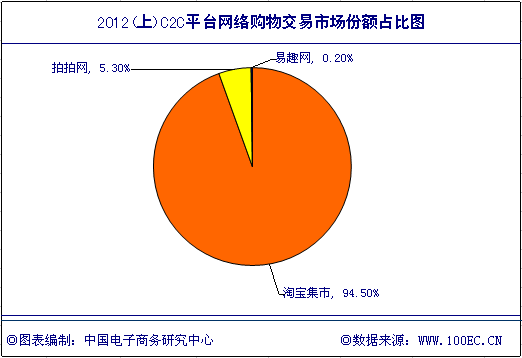 2012(上)C2C平台网络购物交易市场份额占比图
易趣网, 0.20%
拍拍网, 5.30%
淘宝集市, 94.50%
◎图表编制: 中国电子商务研究中心
◎数据来源: WWW.100EC.CN